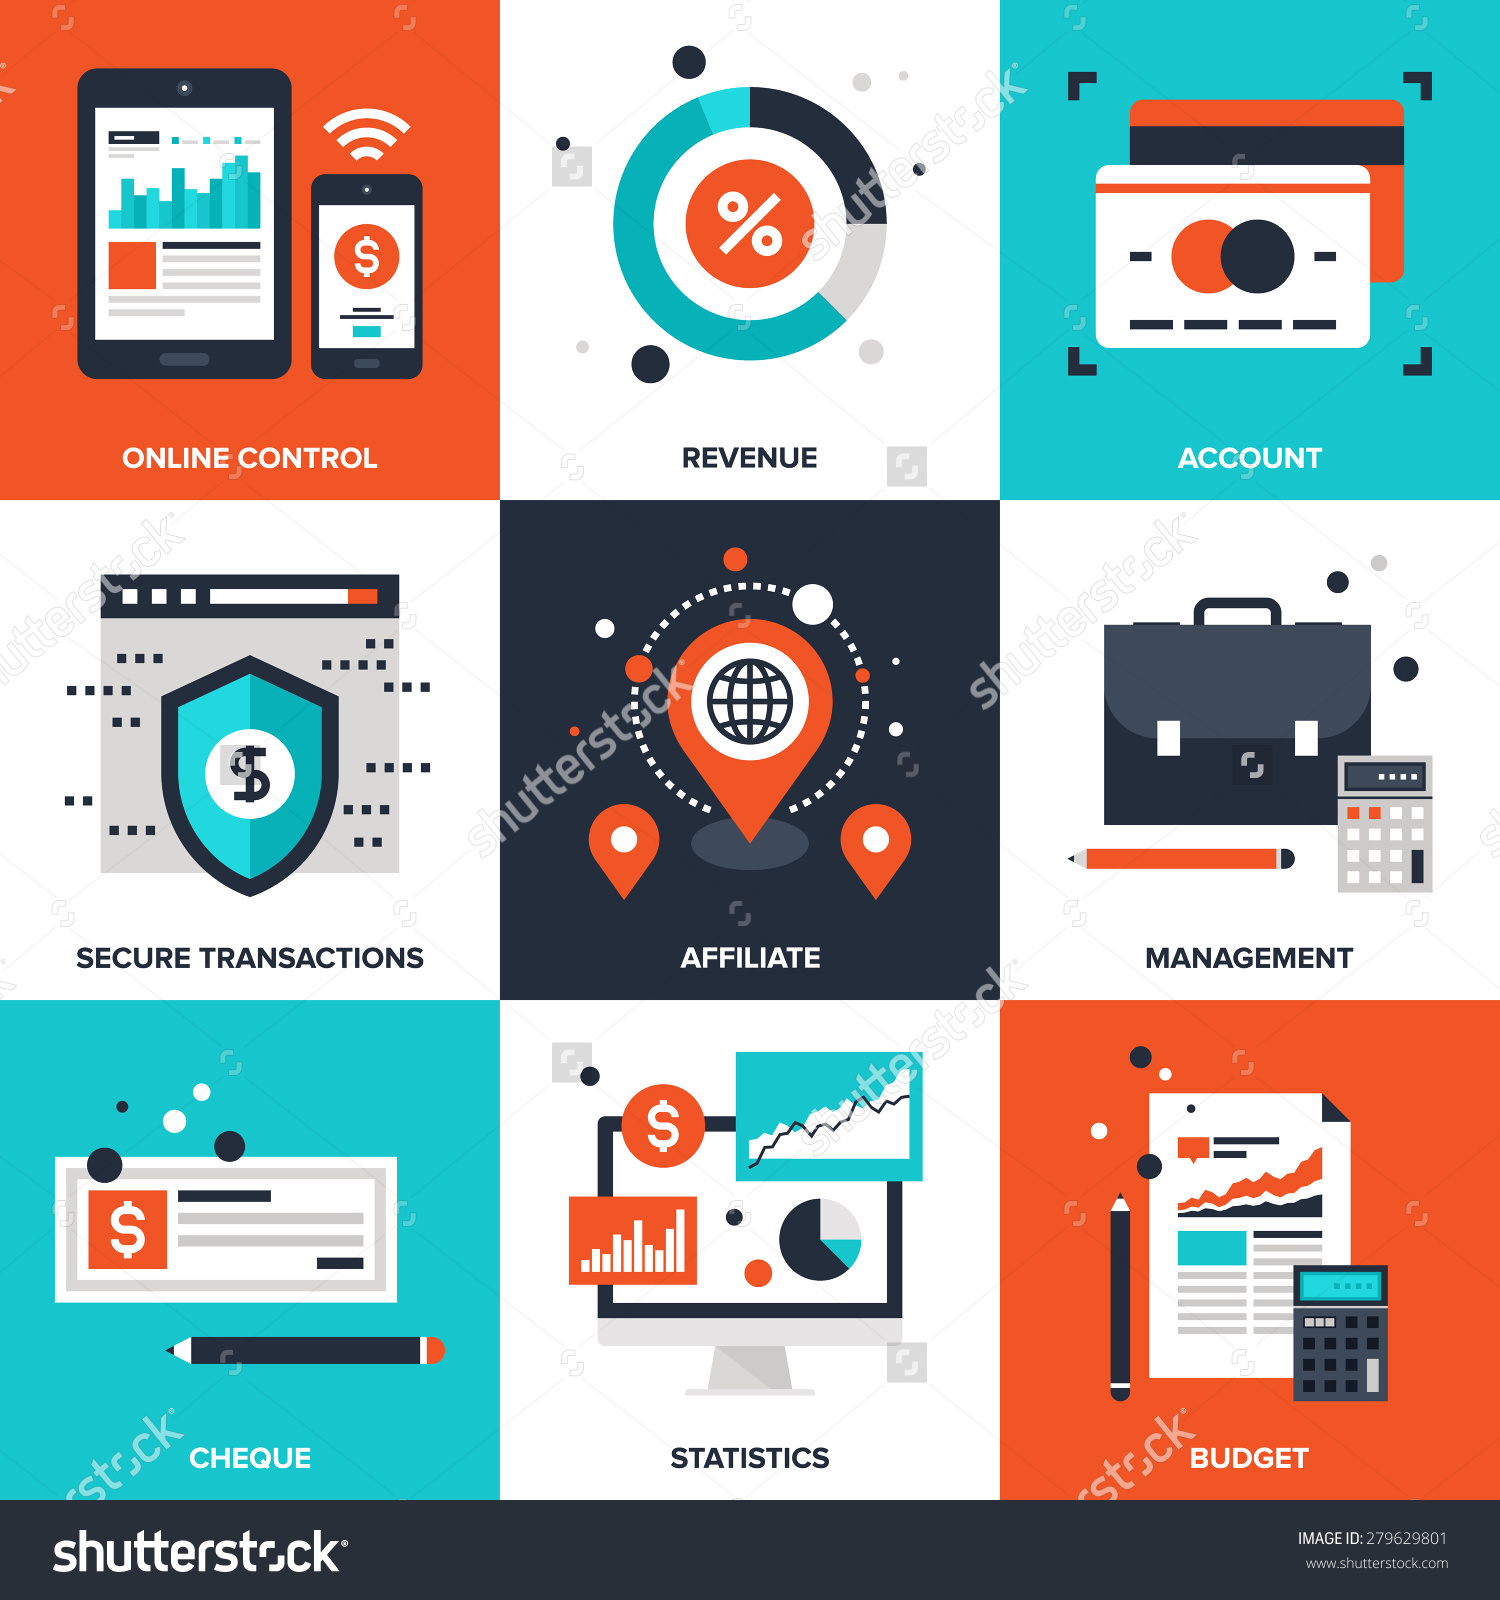 ONLINE CONTROL
REVENUE
ACCOUNT
SECURE TRANSACTIONS
AFFILIATE
MANAGEMENT
CHEQUE
STATISTICS
BUDGET
shutterstock
IMAGE ID: 279629801
www.shutterstock.com